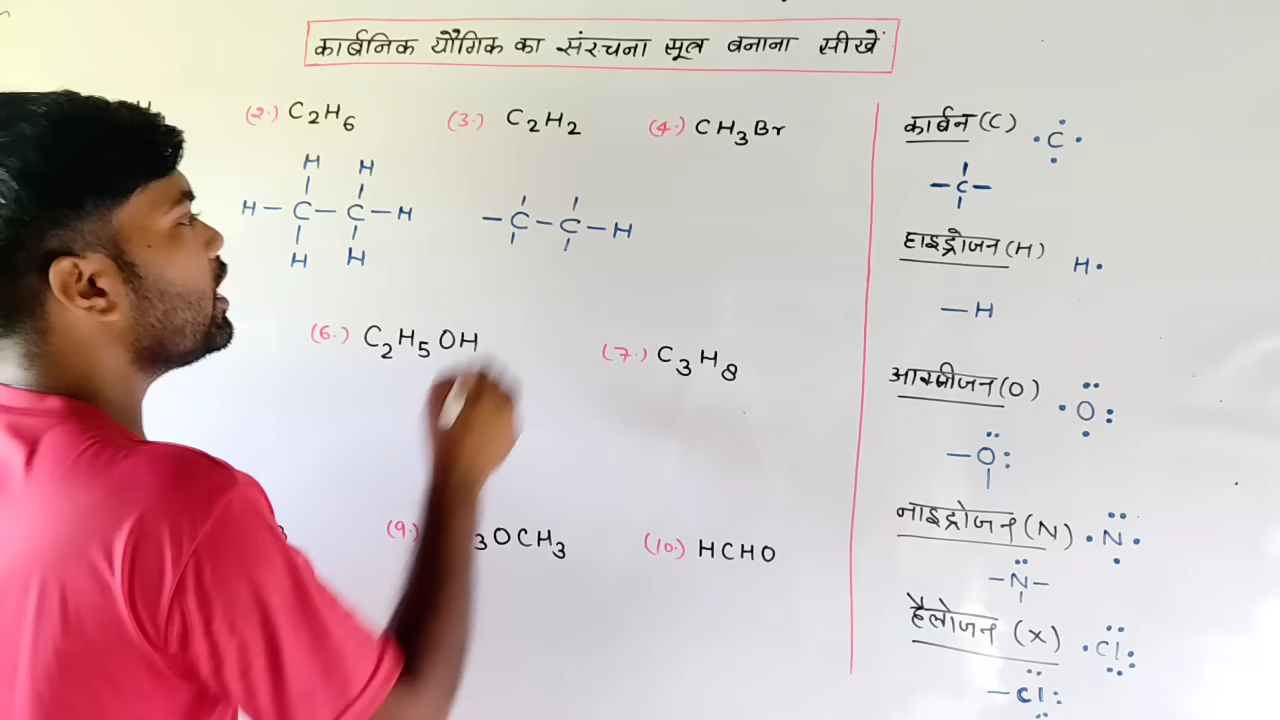 कार्बनिक यौगिक का संरचना सूत्र बनाना सीखें
(2.) C₂H₆
(3.) C₂H₂
(4.) CH₃Br
H H
H – C – C – H
H H
– C – C – H
(6.) C₂H₅OH
(7.) C₃H₈
(9.) ₃OCH₃
(10.) HCHO
कार्बन (C) C
– C –
हाइड्रोजन (H) H
– H
आक्सीजन (O) O
– O
नाइट्रोजन (N) N
– N –
हैलोजन (X) Cl
– Cl